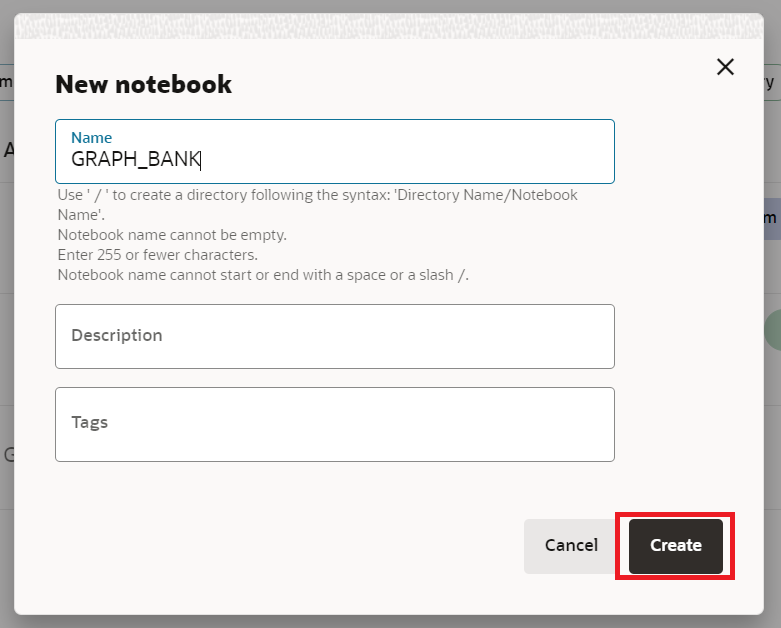 New notebook
Name
GRAPH_BANK
Use ' / ' to create a directory following the syntax: 'Directory Name/Notebook
Name'.
Notebook name cannot be empty.
Enter 255 or fewer characters.
Notebook name cannot start or end with a space or a slash /.
Description
Tags
Cancel
Create